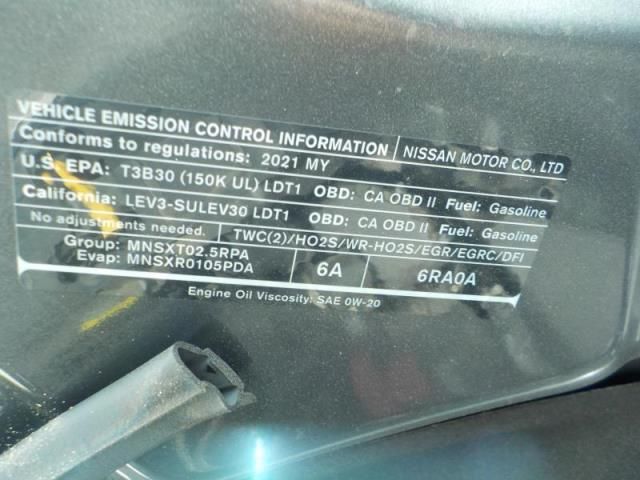 VEHICLE EMISSION CONTROL INFORMATION NISSAN MOTOR CO., LTD
Conforms to regulations: 2021 MY
U.S. EPA: T3B30 (150K UL) LDT1 OBD: CA OBD II Fuel: Gasoline
California: LEV3-SULEV30 LDT1 OBD: CA OBD II Fuel: Gasoline
No adjustments needed. TWC(2)/HO2S/WR-HO2S/EGR/EGRC/DFI
Group: MNSXT02.5RPA
Evap: MNSXR0105PDA
6A 6RA0A
Engine Oil Viscosity: SAE 0W-20